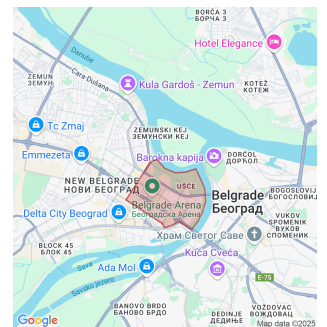 BORČA 3
БОРЧА 3
Hotel Elegance
Danube
Cara Dušana
ZEMUN
ЗЕМУН
Kula Gardoš - Zemun
KOTEŽ
КОТЕЖ
Tc Zmaj
ZEMUNSKI KEJ
ЗЕМУНСКИ КЕЈ
Emmezeta
Barokna kapija
DORĆOL
ДОРЋОЛ
NEW BELGRADE
НОВИ БЕОГРАД
UŠĆE
BOGOSLOVIJA
БОГОСЛОВИЈА
Belgrade
Београд
Delta City Beograd
Belgrade Arena
Београдска Арена
VUKOV
SPOMENIK
ВУКОВ
СПОМЕНИК
Храм Светог Саве
BLOCK 45
БЛОК 45
Kuća Cveća
Sava
Ada Mol
Savsko jezero
E-75
BANOVO BRDO
БАНОВО БРДО
DEDINJE
ДЕДИЊЕ
VOŽDOVAC
ВОЖДОВАЦ
Google
Map data ©2025